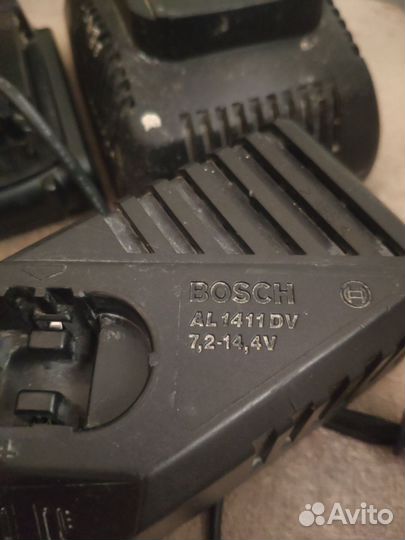 BOSCH
AL 1411 DV
7,2-14,4V
Avito